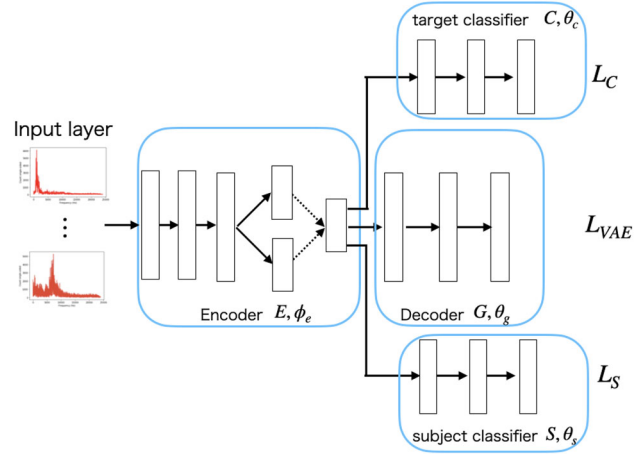 target classifier C, θ_c
L_C
Input layer
L_VAE
Encoder E, ϕ_e
Decoder G, θ_g
L_S
subject classifier S, θ_s